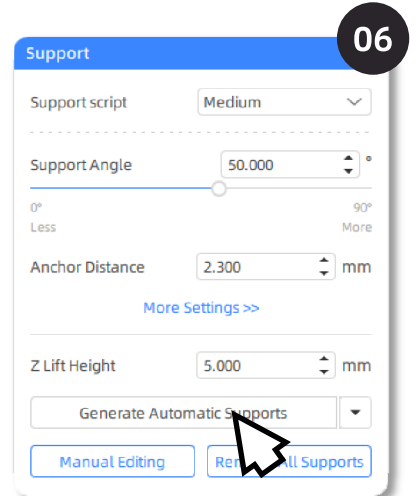 06
Support
Support script Medium
Support Angle 50.000 °
0° 90°
Less More
Anchor Distance 2.300 mm
More Settings >>
Z Lift Height 5.000 mm
Generate Automatic Supports
Manual Editing Remove All Supports